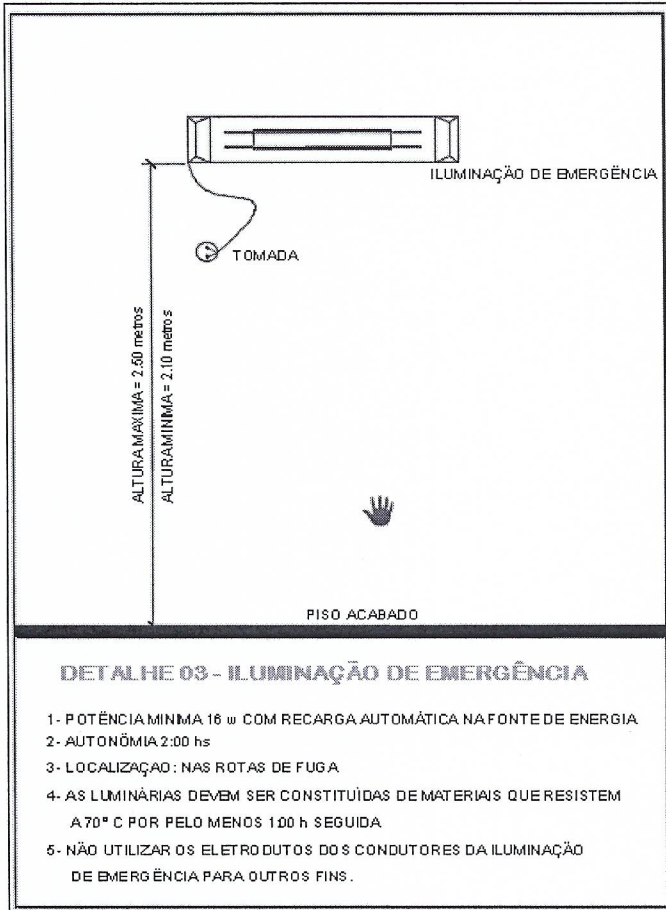 ILUMINAÇÃO DE EMERGÊNCIA
TOMADA
ALTURA MAXIMA = 2.50 metros
ALTURA MINIMA = 2.10 metros
PISO ACABADO
DETALHE 03 - ILUMINAÇÃO DE EMERGÊNCIA
1- POTÊNCIA MINIMA 16 w COM RECARGA AUTOMÁTICA NA FONTE DE ENERGIA
2- AUTONÔMIA 2:00 hs
3- LOCALIZAÇAO: NAS ROTAS DE FUGA
4- AS LUMINÁRIAS DEVEM SER CONSTITUÍDAS DE MATERIAIS QUE RESISTEM
A 70º C POR PELO MENOS 1:00 h SEGUIDA
5- NÃO UTILIZAR OS ELETRODUTOS DOS CONDUTORES DA ILUMINAÇÃO
DE EMERGÊNCIA PARA OUTROS FINS.